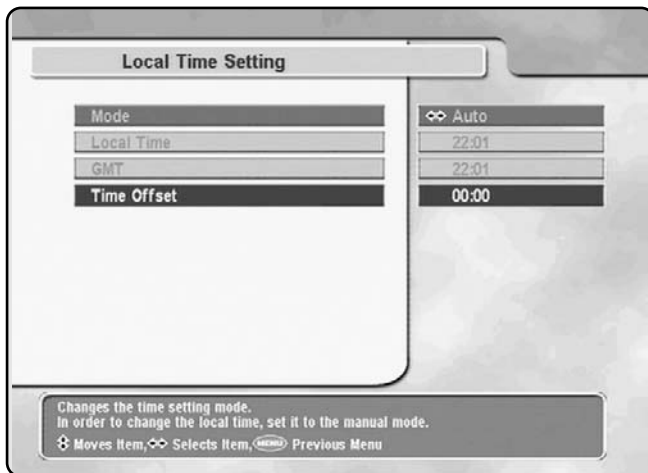 Local Time Setting
Mode Auto
Local Time 22:01
GMT 22:01
Time Offset 00:00
Changes the time setting mode.
In order to change the local time, set it to the manual mode.
Moves Item, Selects Item, MENU Previous Menu